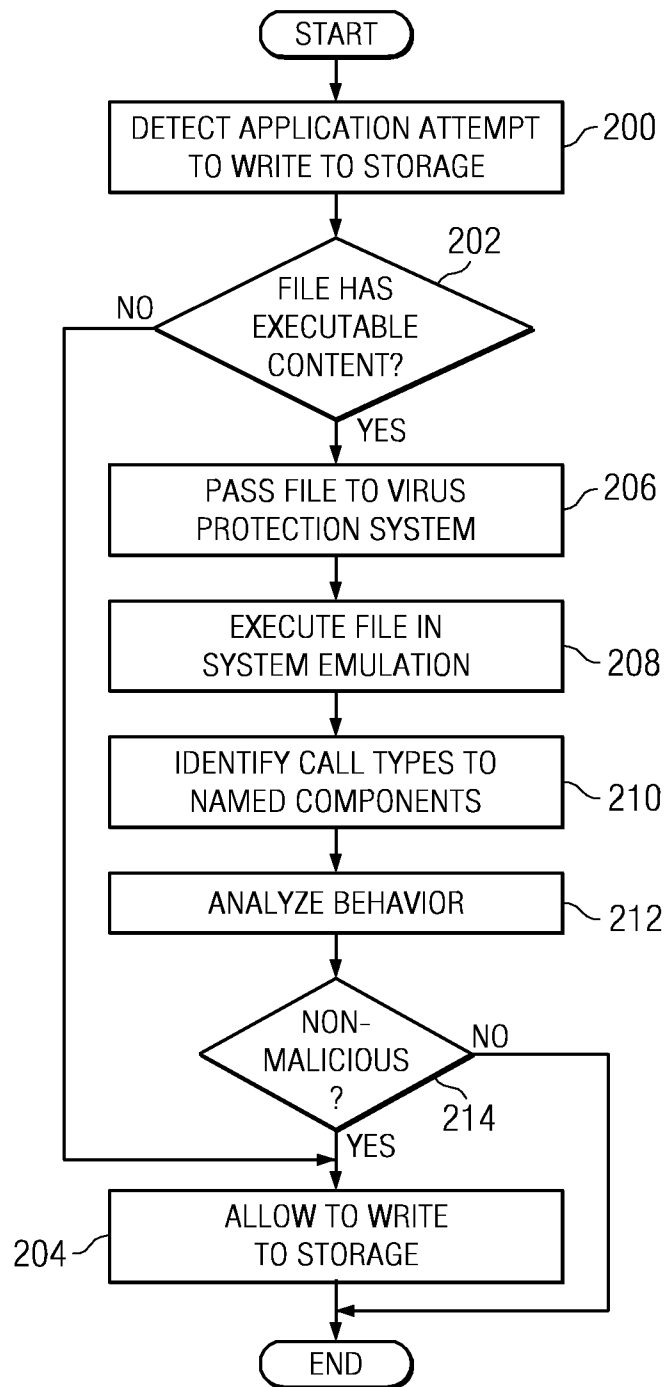 START
DETECT APPLICATION ATTEMPT
TO WRITE TO STORAGE
200
202
FILE HAS
EXECUTABLE
CONTENT?
NO
YES
PASS FILE TO VIRUS
PROTECTION SYSTEM
206
EXECUTE FILE IN
SYSTEM EMULATION
208
IDENTIFY CALL TYPES TO
NAMED COMPONENTS
210
ANALYZE BEHAVIOR
212
NON-
MALICIOUS
?
NO
214
YES
ALLOW TO WRITE
TO STORAGE
204
END